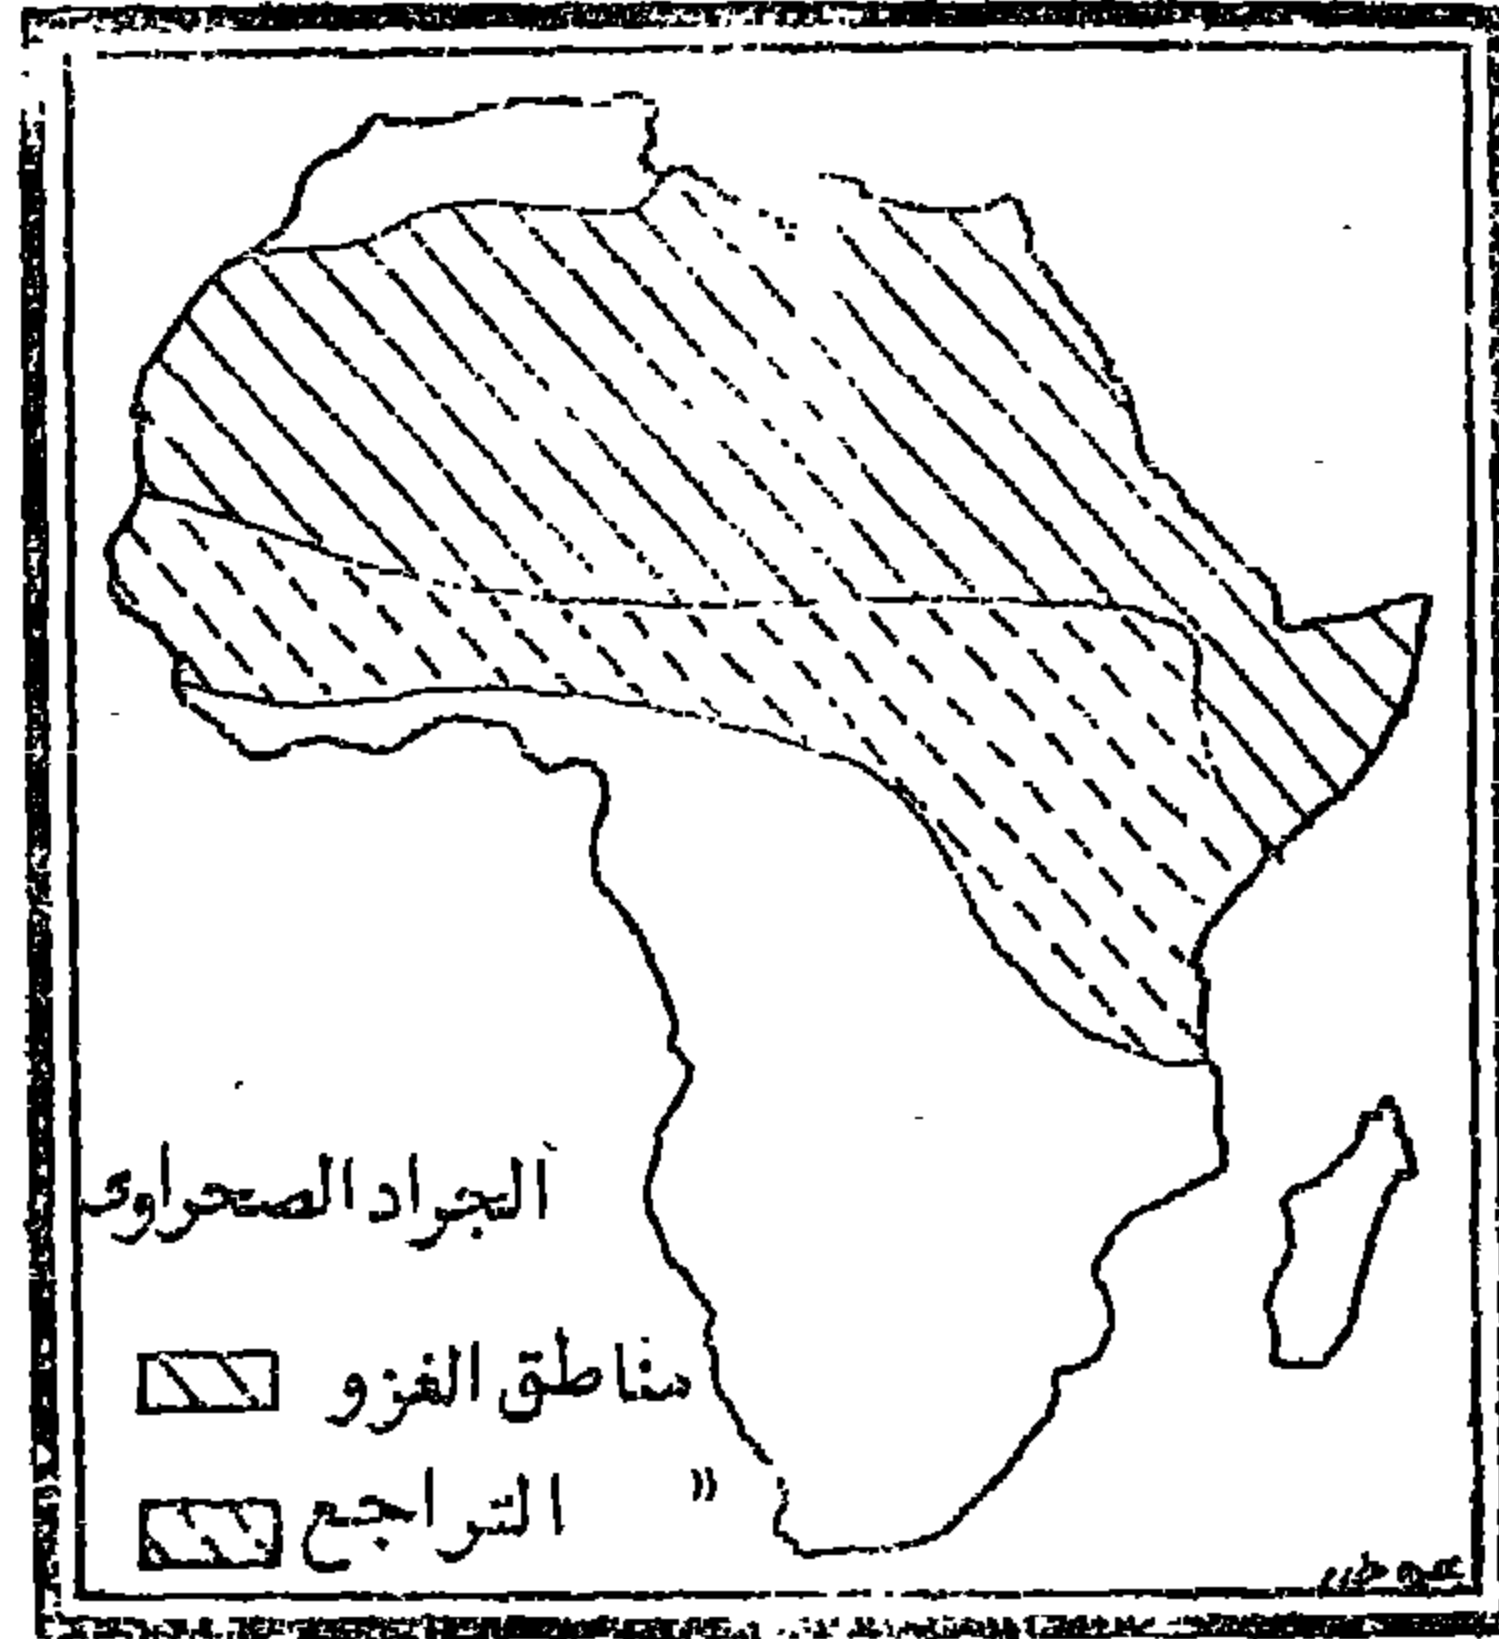 الجراد الصحراوى
مناطق الغزو
" التراجع